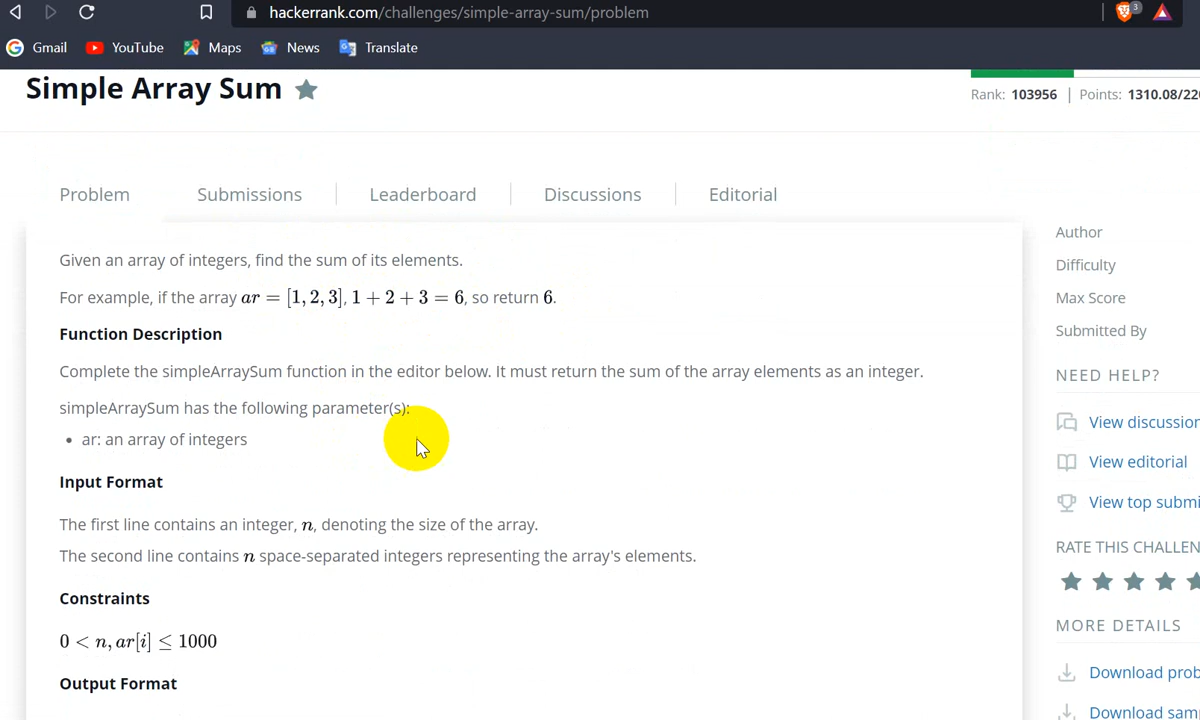 hackerrank.com/challenges/simple-array-sum/problem
3
Gmail YouTube Maps News Translate
Simple Array Sum
Rank: 103956 | Points: 1310.08/220
Problem Submissions Leaderboard Discussions Editorial
Given an array of integers, find the sum of its elements.
For example, if the array ar = [1, 2, 3], 1 + 2 + 3 = 6, so return 6.
Function Description
Complete the simpleArraySum function in the editor below. It must return the sum of the array elements as an integer.
simpleArraySum has the following parameter(s):
• ar: an array of integers
Input Format
The first line contains an integer, n, denoting the size of the array.
The second line contains n space-separated integers representing the array's elements.
Constraints
0 < n, ar[i] ≤ 1000
Output Format
Author
Difficulty
Max Score
Submitted By
NEED HELP?
View discussion
View editorial
View top submi
RATE THIS CHALLEN
MORE DETAILS
Download prob
Download sam